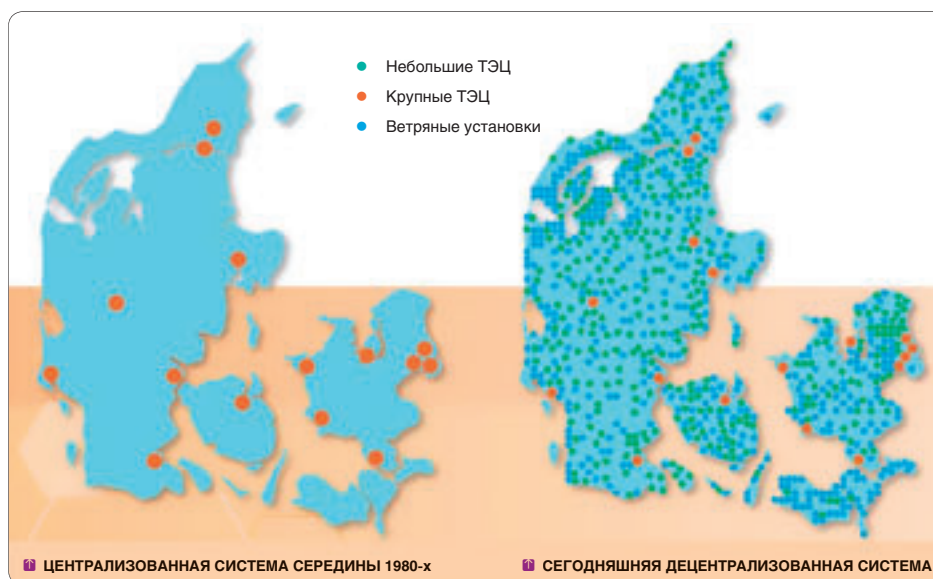 Небольшие ТЭЦ
Крупные ТЭЦ
Ветряные установки
ЦЕНТРАЛИЗОВАННАЯ СИСТЕМА СЕРЕДИНЫ 1980-х
СЕГОДНЯШНЯЯ ДЕЦЕНТРАЛИЗОВАННАЯ СИСТЕМА